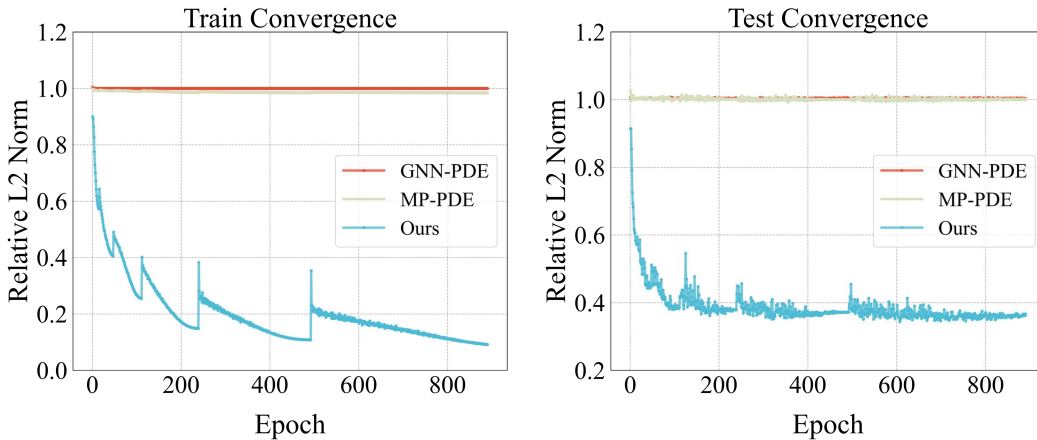 Train Convergence
1.2
1.0
0.8
0.6
0.4
0.2
0.0
Relative L2 Norm
GNN-PDE
MP-PDE
Ours
0
200
400
600
800
Epoch
Test Convergence
1.2
1.0
0.8
0.6
0.4
0.2
Relative L2 Norm
GNN-PDE
MP-PDE
Ours
0
200
400
600
800
Epoch